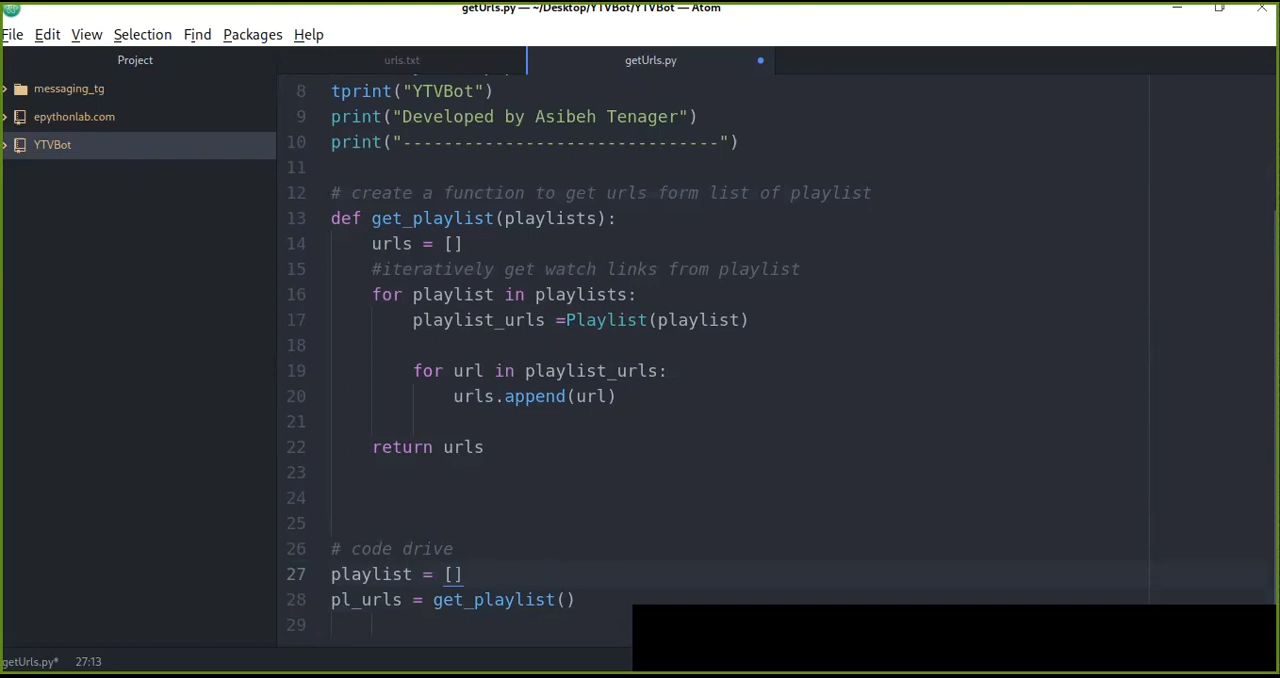 getUrls.py — ~/Desktop/YTVBot/YTVBot — Atom
File Edit View Selection Find Packages Help
Project urls.txt getUrls.py
messaging_tg
epythonlab.com
YTVBot
8 tprint("YTVBot")
9 print("Developed by Asibeh Tenager")
10 print("-------------------------------")
11
12 # create a function to get urls form list of playlist
13 def get_playlist(playlists):
14 urls = []
15 #iteratively get watch links from playlist
16 for playlist in playlists:
17 playlist_urls =Playlist(playlist)
18
19 for url in playlist_urls:
20 urls.append(url)
21
22 return urls
23
24
25
26 # code drive
27 playlist = []
28 pl_urls = get_playlist()
29
getUrls.py* 27:13